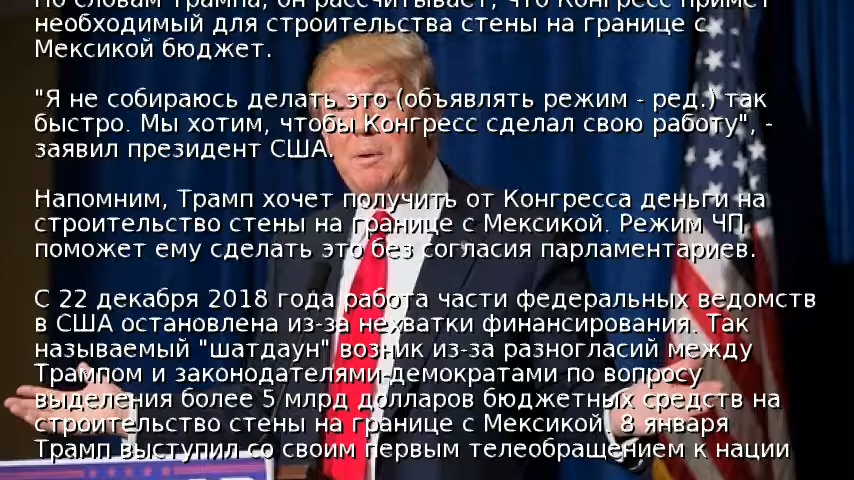 По словам Трампа, он рассчитывает, что Конгресс примет
необходимый для строительства стены на границе с
Мексикой бюджет.
"Я не собираюсь делать это (объявлять режим - ред.) так
быстро. Мы хотим, чтобы Конгресс сделал свою работу", -
заявил президент США.
Напомним, Трамп хочет получить от Конгресса деньги на
строительство стены на границе с Мексикой. Режим ЧП
поможет ему сделать это без согласия парламентариев.
С 22 декабря 2018 года работа части федеральных ведомств
в США остановлена из-за нехватки финансирования. Так
называемый "шатдаун" возник из-за разногласий между
Трампом и законодателями-демократами по вопросу
выделения более 5 млрд долларов бюджетных средств на
строительство стены на границе с Мексикой. 8 января
Трамп выступил со своим первым телеобращением к нации